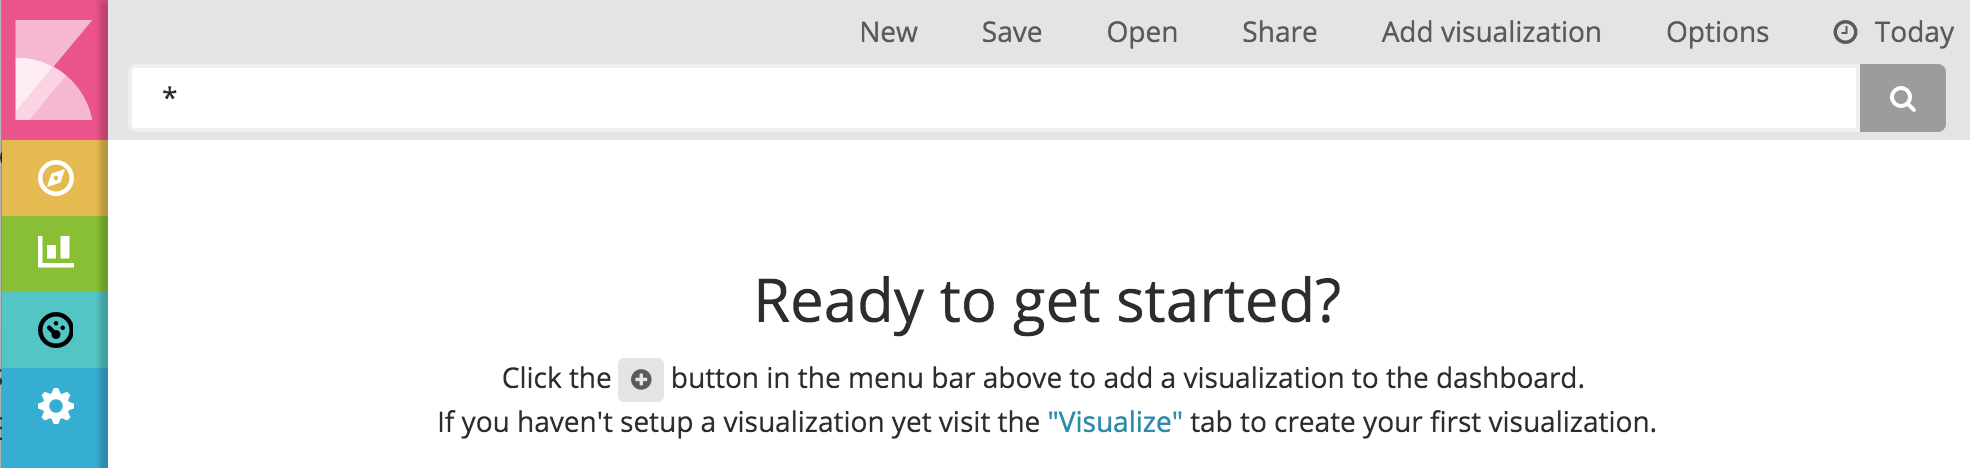 New Save Open Share Add visualization Options Today
*
Ready to get started?
Click the button in the menu bar above to add a visualization to the dashboard.
If you haven't setup a visualization yet visit the "Visualize" tab to create your first visualization.